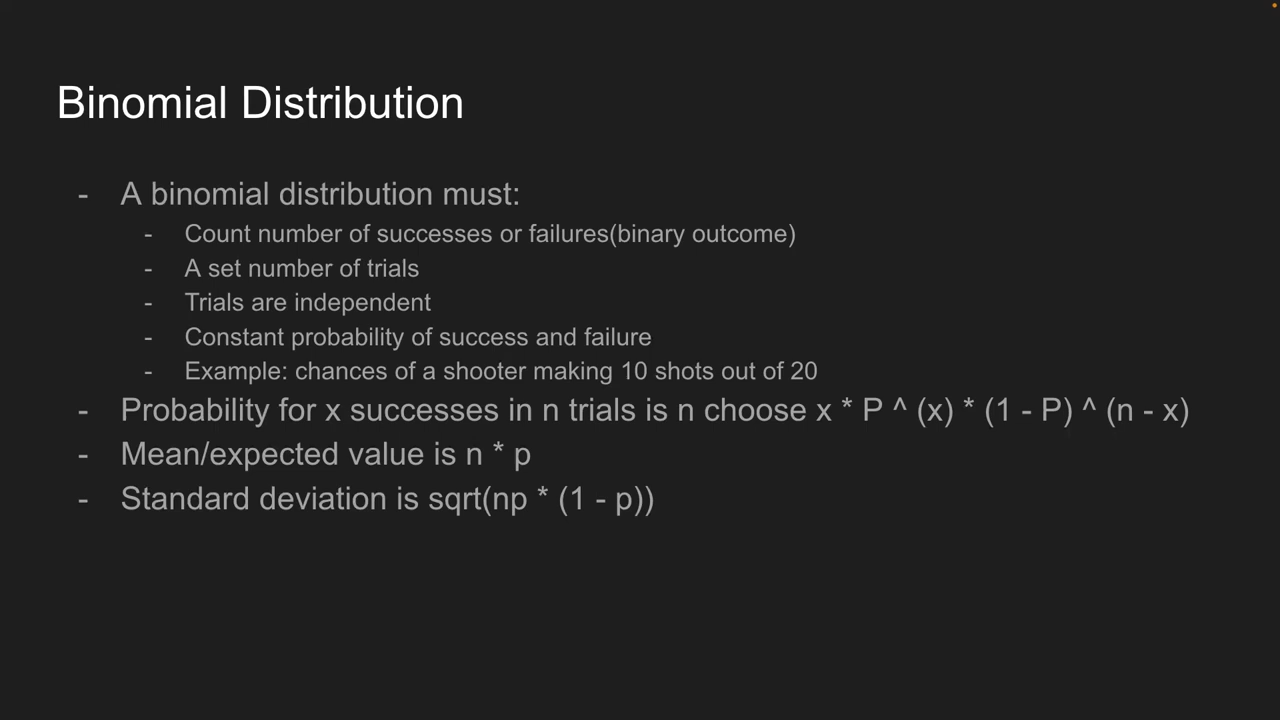 Binomial Distribution
- A binomial distribution must:
- Count number of successes or failures(binary outcome)
- A set number of trials
- Trials are independent
- Constant probability of success and failure
- Example: chances of a shooter making 10 shots out of 20
- Probability for x successes in n trials is n choose x * P ^ (x) * (1 - P) ^ (n - x)
- Mean/expected value is n * p
- Standard deviation is sqrt(np * (1 - p))